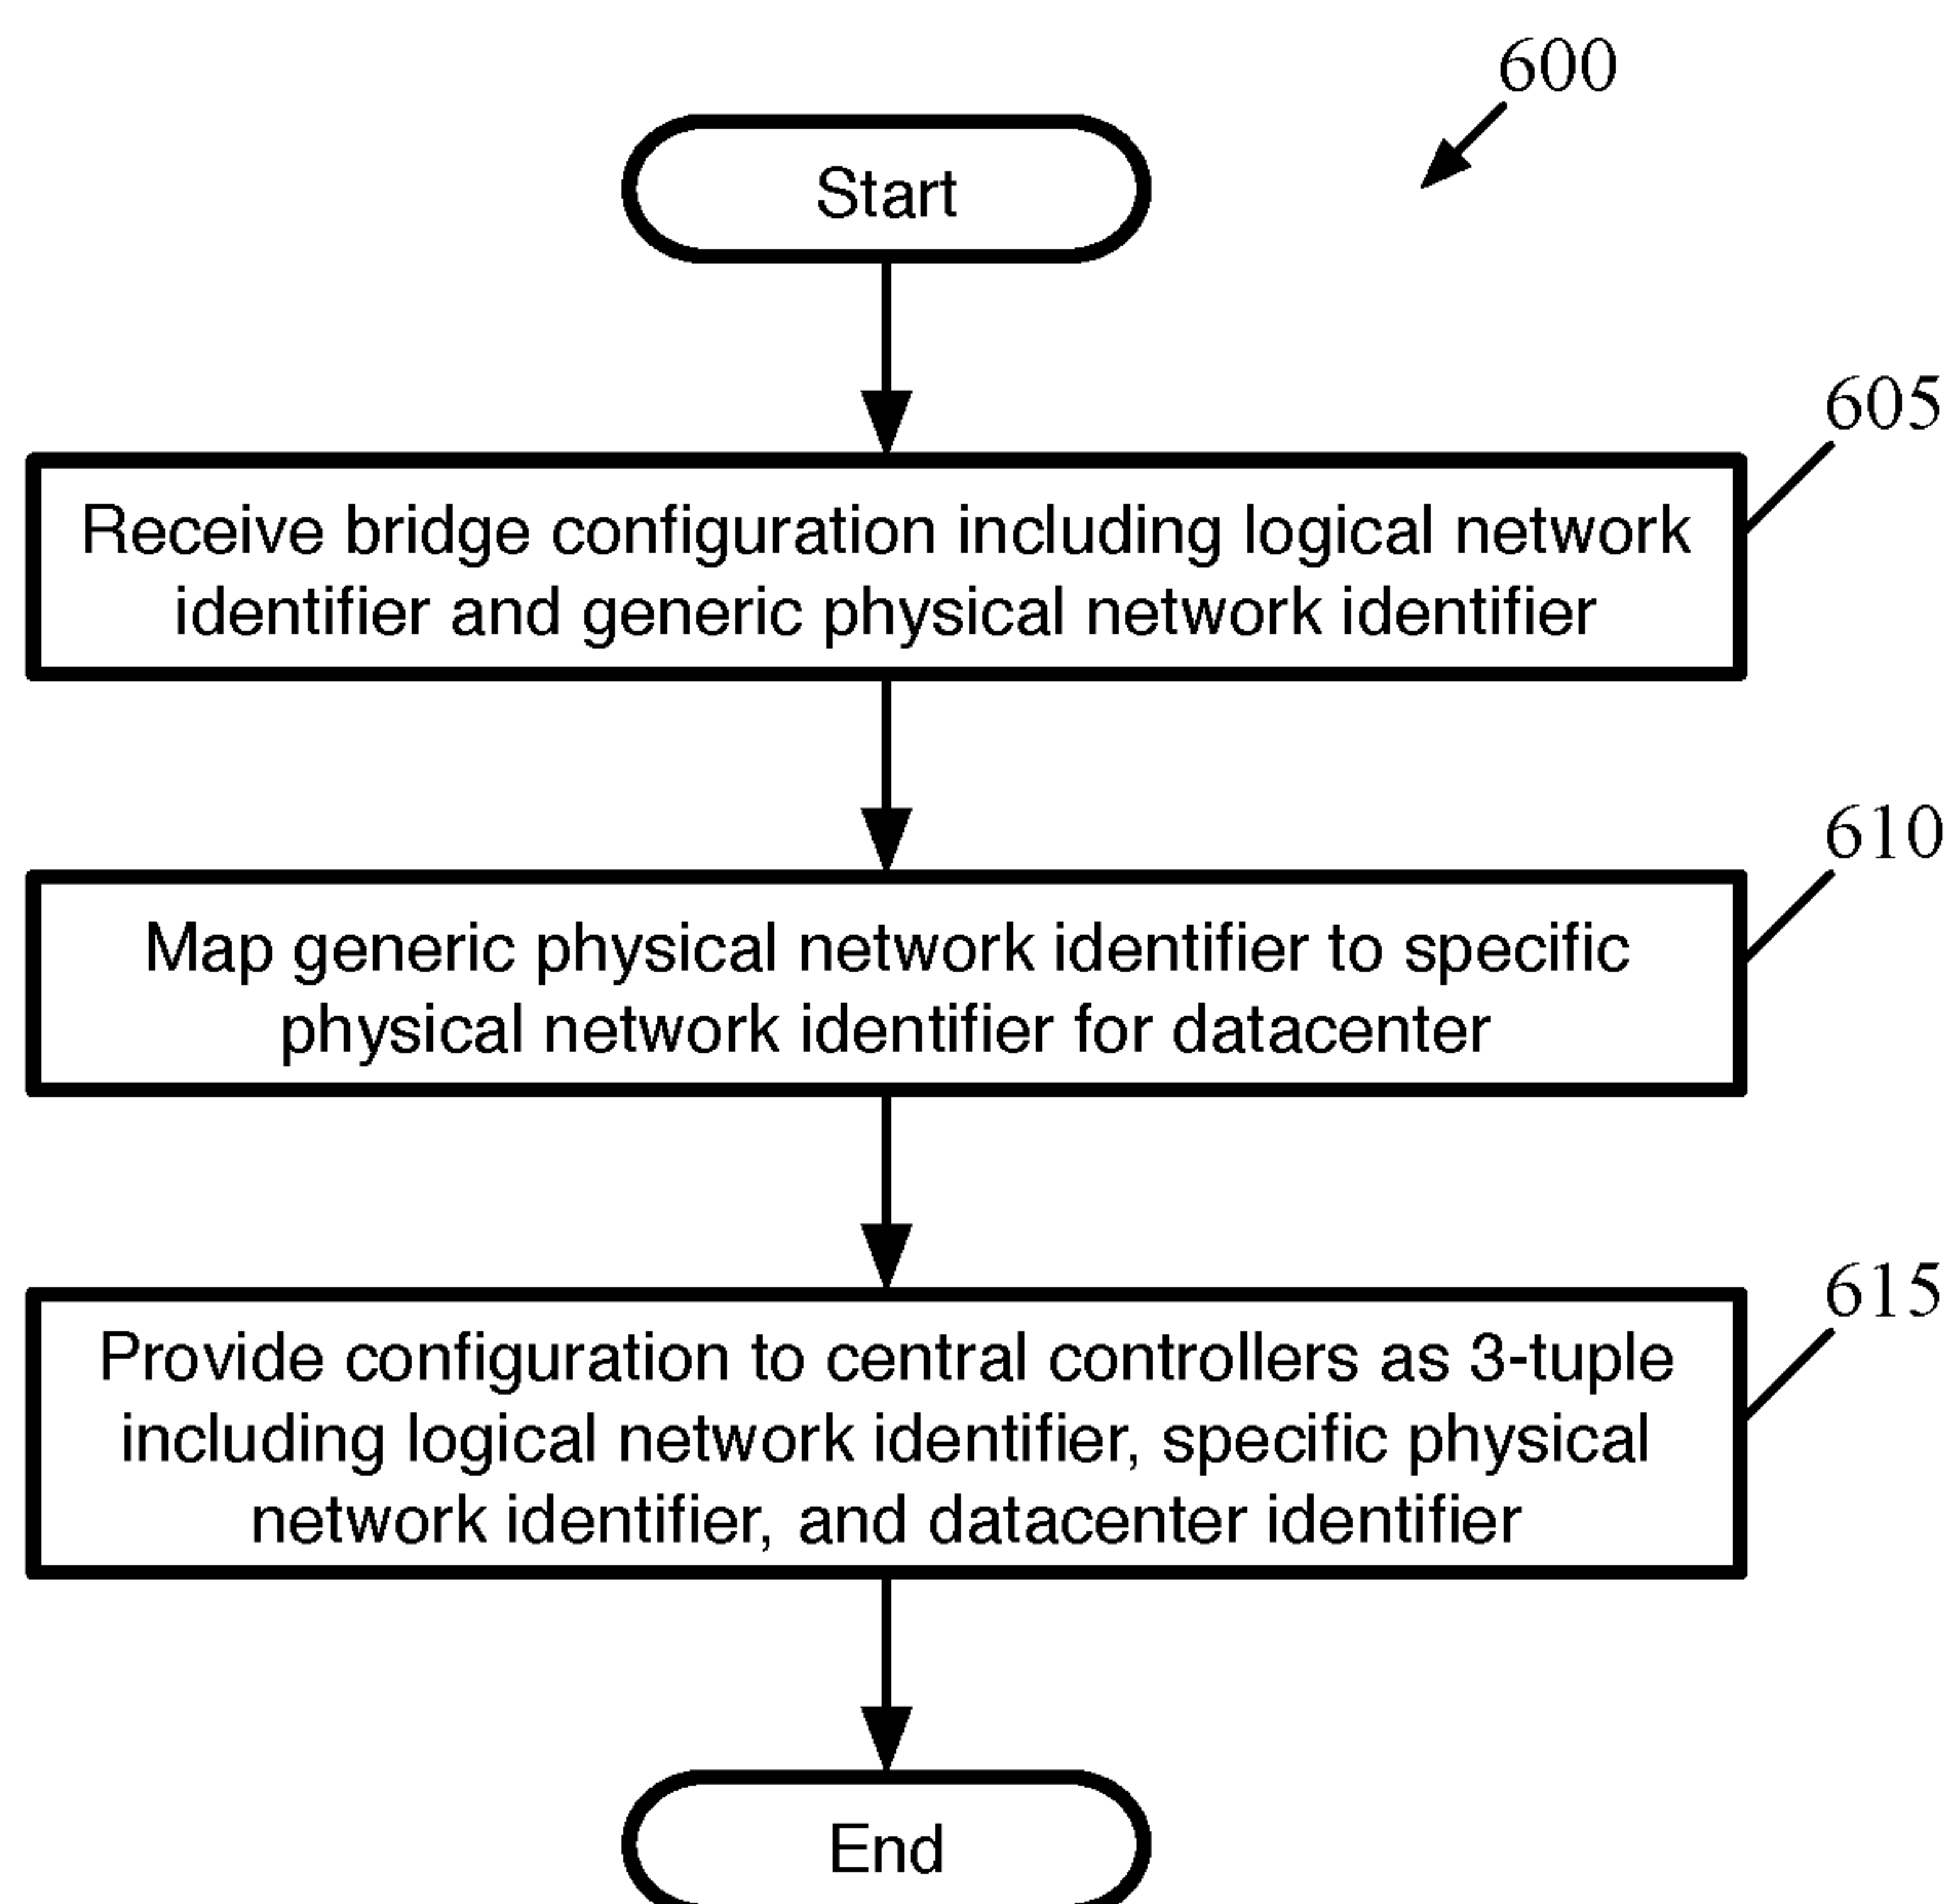 600
Start
605
Receive bridge configuration including logical network
identifier and generic physical network identifier
610
Map generic physical network identifier to specific
physical network identifier for datacenter
615
Provide configuration to central controllers as 3-tuple
including logical network identifier, specific physical
network identifier, and datacenter identifier
End